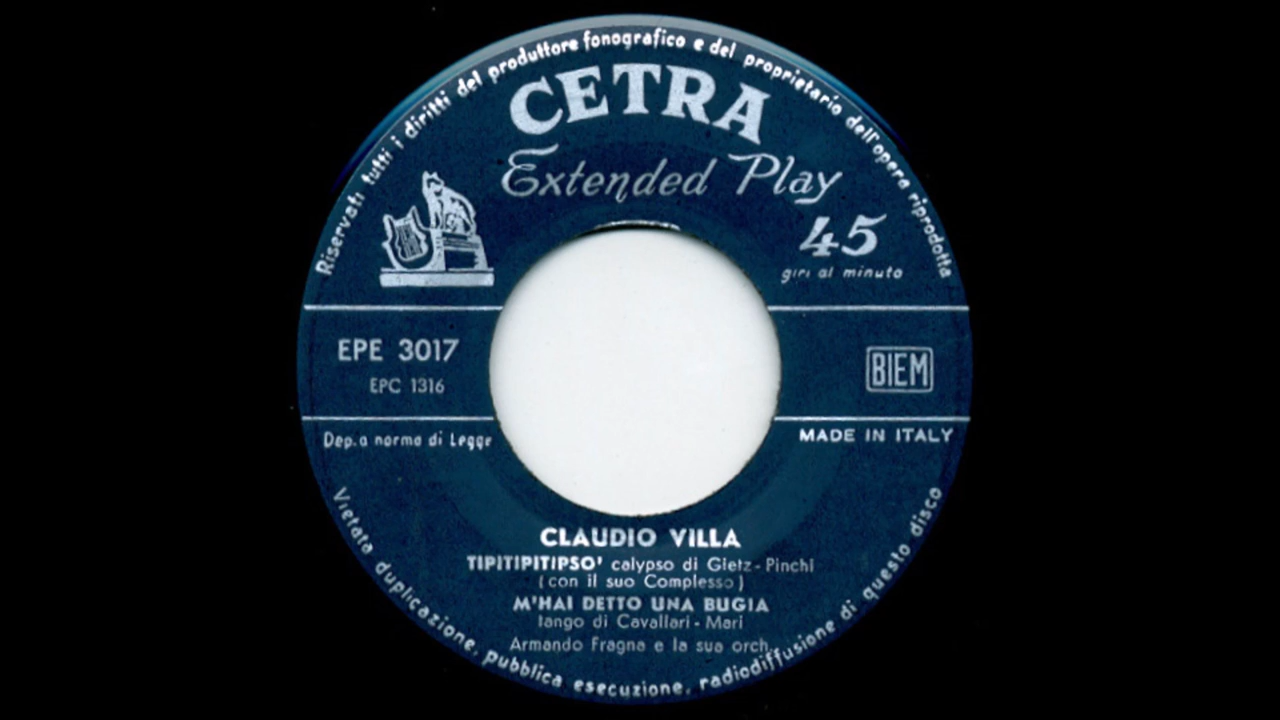 Riservati tutti i diritti del produttore fonografico e del proprietario dell'opera riprodotta
CETRA
Extended Play
45
giri al minuto
EPE 3017
EPC 1316
BIEM
Dep. a norma di Legge
MADE IN ITALY
CLAUDIO VILLA
TIPITIPITIPSO' calypso di Gietz - Pinchi
(con il suo Complesso)
M'HAI DETTO UNA BUGIA
tango di Cavallari - Mari
Armando Fragna e la sua orch.
Vietata duplicazione, pubblica esecuzione, radiodiffusione di questo disco